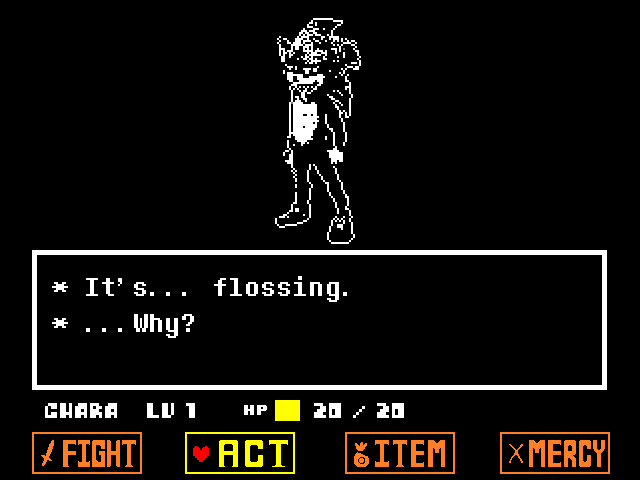 * It's... flossing.
* ...Why?
CHARA LV 1 HP 20 / 20
FIGHT ACT ITEM MERCY